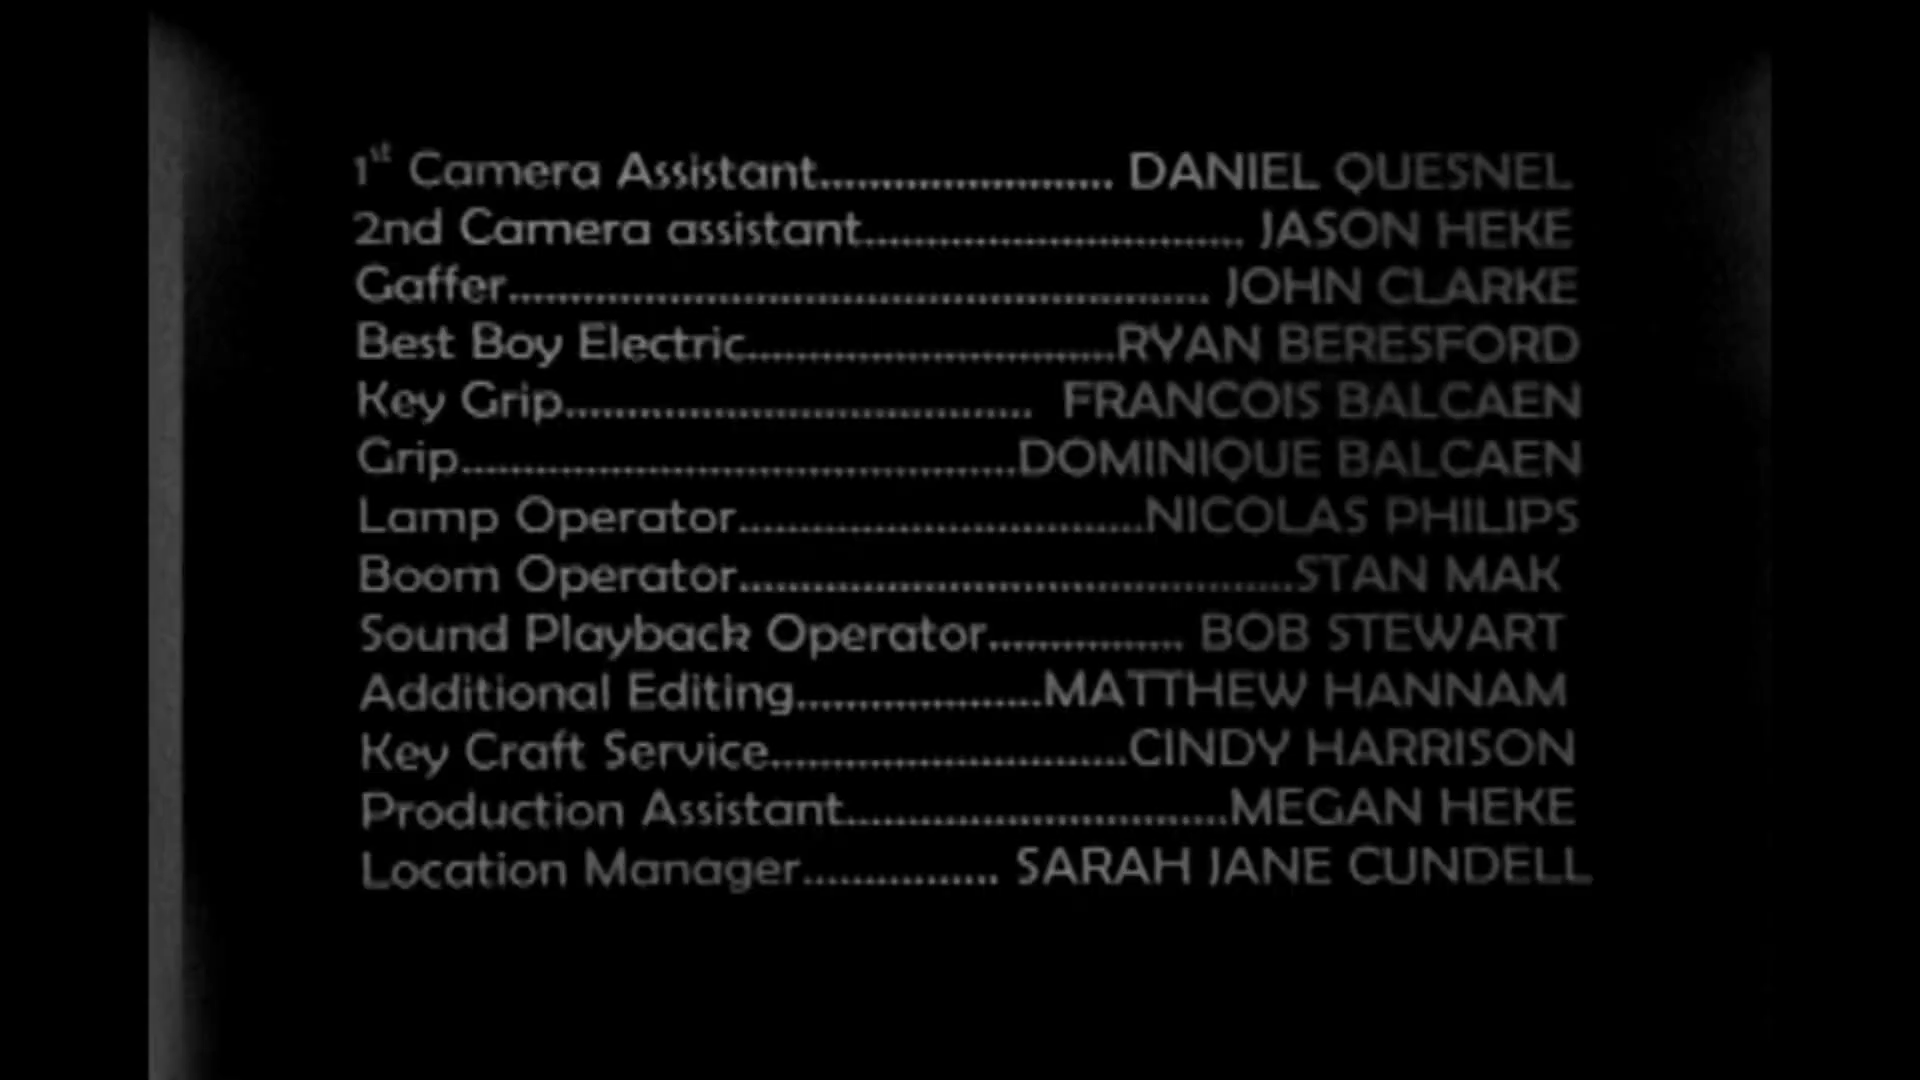 1st Camera Assistant........................ DANIEL QUESNEL
2nd Camera assistant............................... JASON HEKE
Gaffer......................................................... JOHN CLARKE
Best Boy Electric..............................RYAN BERESFORD
Key Grip...................................... FRANCOIS BALCAEN
Grip.............................................DOMINIQUE BALCAEN
Lamp Operator.................................NICOLAS PHILIPS
Boom Operator.............................................STAN MAK
Sound Playback Operator................ BOB STEWART
Additional Editing....................MATTHEW HANNAM
Key Craft Service.............................CINDY HARRISON
Production Assistant...............................MEGAN HEKE
Location Manager................ SARAH JANE CUNDELL